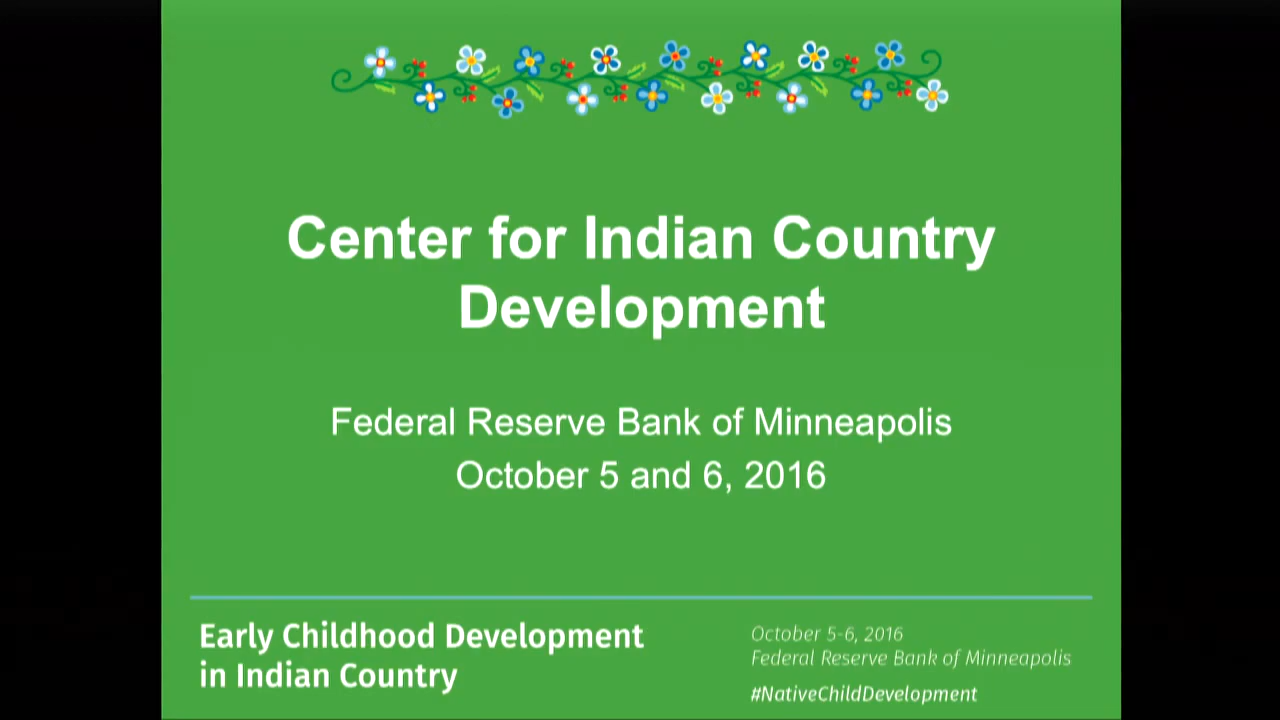 Center for Indian Country
Development
Federal Reserve Bank of Minneapolis
October 5 and 6, 2016
Early Childhood Development
in Indian Country
October 5-6, 2016
Federal Reserve Bank of Minneapolis
#NativeChildDevelopment